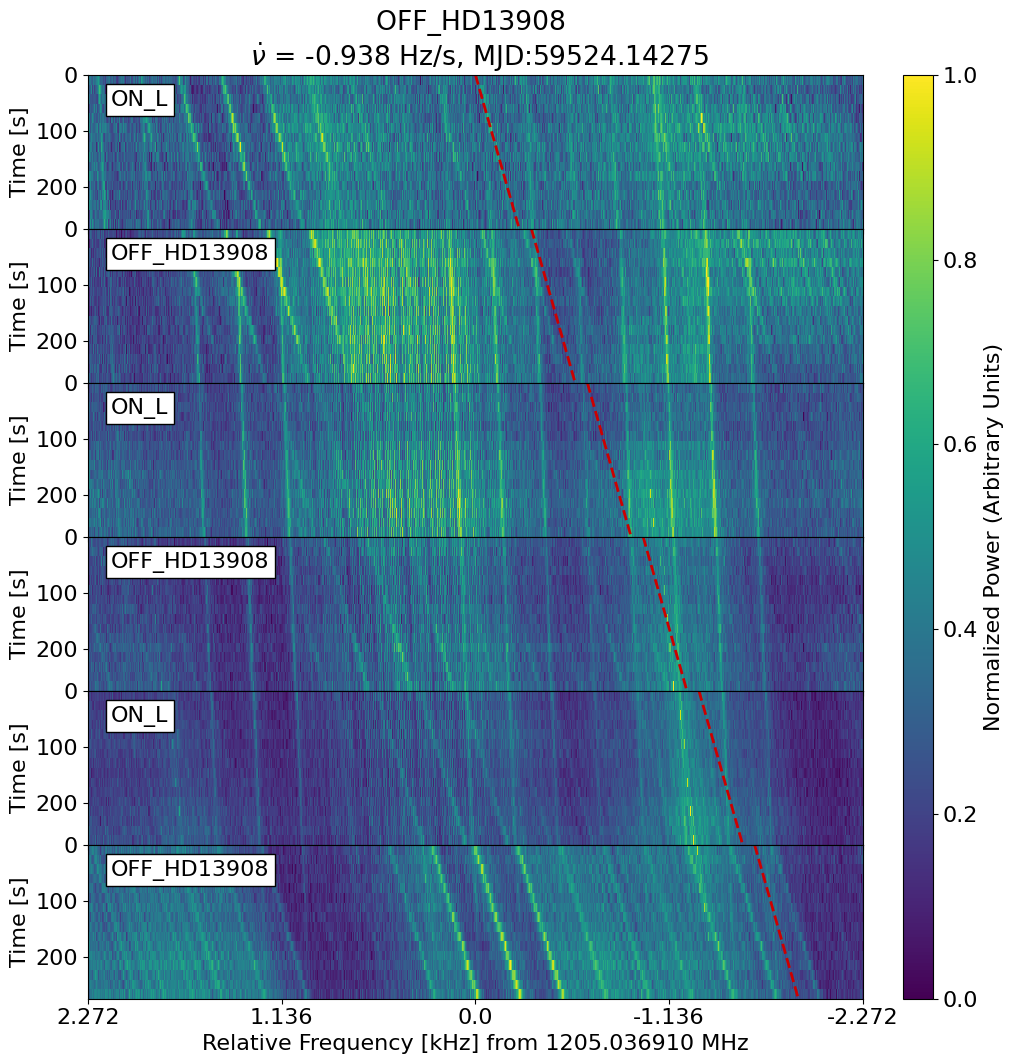 OFF_HD13908
ν̇ = -0.938 Hz/s, MJD:59524.14275
0
ON_L
Time [s]
100
200
0
OFF_HD13908
Time [s]
100
200
0
ON_L
Time [s]
100
200
0
OFF_HD13908
Time [s]
100
200
0
ON_L
Time [s]
100
200
0
OFF_HD13908
Time [s]
100
200
2.272 1.136 0.0 -1.136 -2.272
Relative Frequency [kHz] from 1205.036910 MHz
1.0
0.8
0.6
0.4
0.2
0.0
Normalized Power (Arbitrary Units)